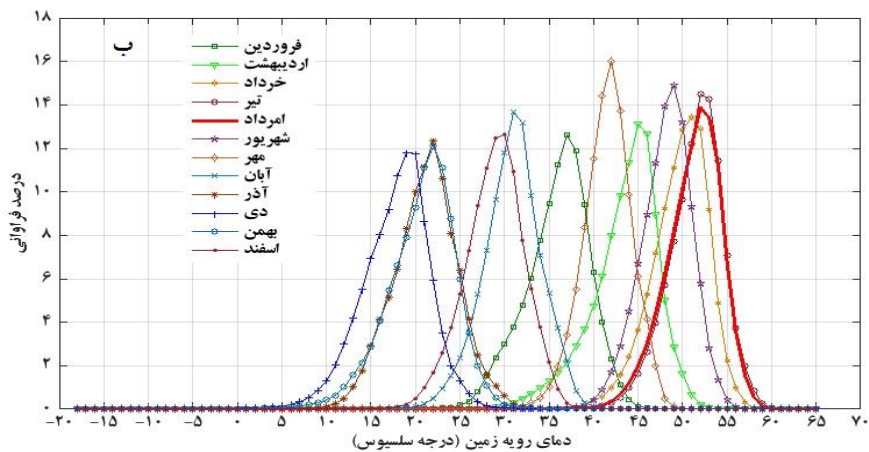 ۱۸
۱۶
۱۴
۱۲
۱۰
۸
۶
۴
۲
۰
ب
فروردین
اردیبهشت
خرداد
تیر
امرداد
شهریور
مهر
آبان
آذر
دی
بهمن
اسفند
درصد فراوانی
-۲۰ -۱۵ -۱۰ -۵ ۰ ۵ ۱۰ ۱۵ ۲۰ ۲۵ ۳۰ ۳۵ ۴۰ ۴۵ ۵۰ ۵۵ ۶۰ ۶۵ ۷۰
دمای رویه زمین (درجه سلسیوس)